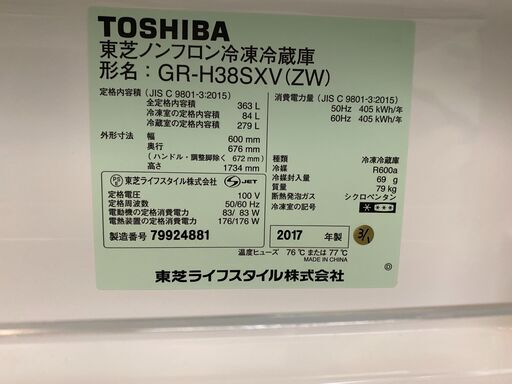 TOSHIBA
東芝ノンフロン冷凍冷蔵庫
形名：GR-H38SXV(ZW)
定格内容積 (JIS C 9801-3:2015)
全定格内容積 363 L
冷凍室の定格内容積 84 L
冷蔵室の定格内容積 279 L
外形寸法 幅 600 mm
奥行 676 mm
(ハンドル・調整脚除く 672 mm)
高さ 1734 mm
PSE 東芝ライフスタイル株式会社 JET
定格電圧 100 V
定格周波数 50/60 Hz
電動機の定格消費電力 83/ 83 W
電熱装置の定格消費電力 176/176 W
製造番号 79924881
消費電力量 (JIS C 9801-3:2015)
50Hz 405 kWh/年
60Hz 405 kWh/年
種類 冷凍冷蔵庫
冷媒 R600a
冷媒封入量 69 g
質量 79 kg
断熱発泡ガス シクロペンタン
冷凍室の記号
2017 年製
3/1
温度ヒューズ 76 ℃ または 77 ℃
MADE IN CHINA
東芝ライフスタイル株式会社
D